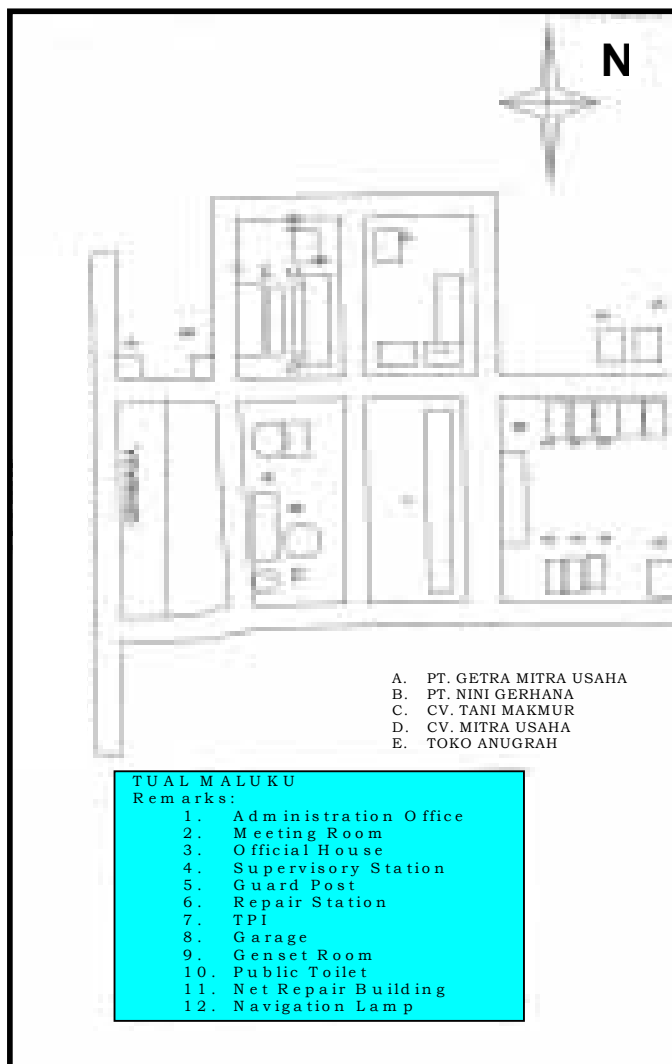 N
A. PT. GETRA MITRA USAHA
B. PT. NINI GERHANA
C. CV. TANI MAKMUR
D. CV. MITRA USAHA
E. TOKO ANUGRAH
TUAL MALUKU
Remarks:
1. Administration Office
2. Meeting Room
3. Official House
4. Supervisory Station
5. Guard Post
6. Repair Station
7. TPI
8. Garage
9. Genset Room
10. Public Toilet
11. Net Repair Building
12. Navigation Lamp